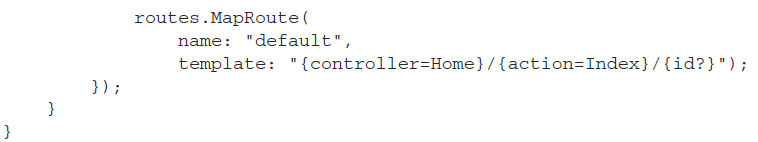 routes.MapRoute(
name: "default",
template: "{controller=Home}/{action=Index}/{id?}");
});
}
}